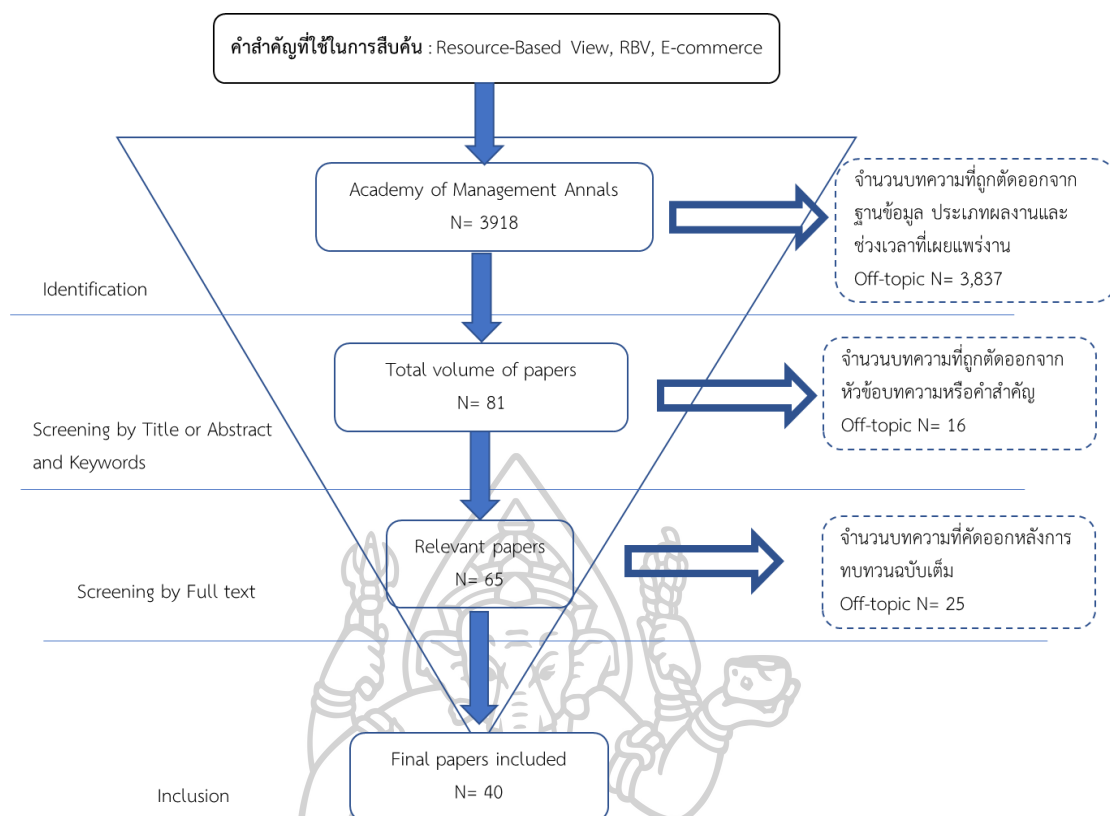 คำสำคัญที่ใช้ในการสืบค้น : Resource-Based View, RBV, E-commerce
Academy of Management Annals
N= 3918
จำนวนบทความที่ถูกตัดออกจาก
ฐานข้อมูล ประเภทผลงานและ
ช่วงเวลาที่เผยแพร่งาน
Off-topic N= 3,837
Identification
Total volume of papers
N= 81
จำนวนบทความที่ถูกตัดออกจาก
หัวข้อบทความหรือคำสำคัญ
Off-topic N= 16
Screening by Title or Abstract
and Keywords
Relevant papers
N= 65
จำนวนบทความที่คัดออกหลังการ
ทบทวนฉบับเต็ม
Off-topic N= 25
Screening by Full text
Final papers included
N= 40
Inclusion